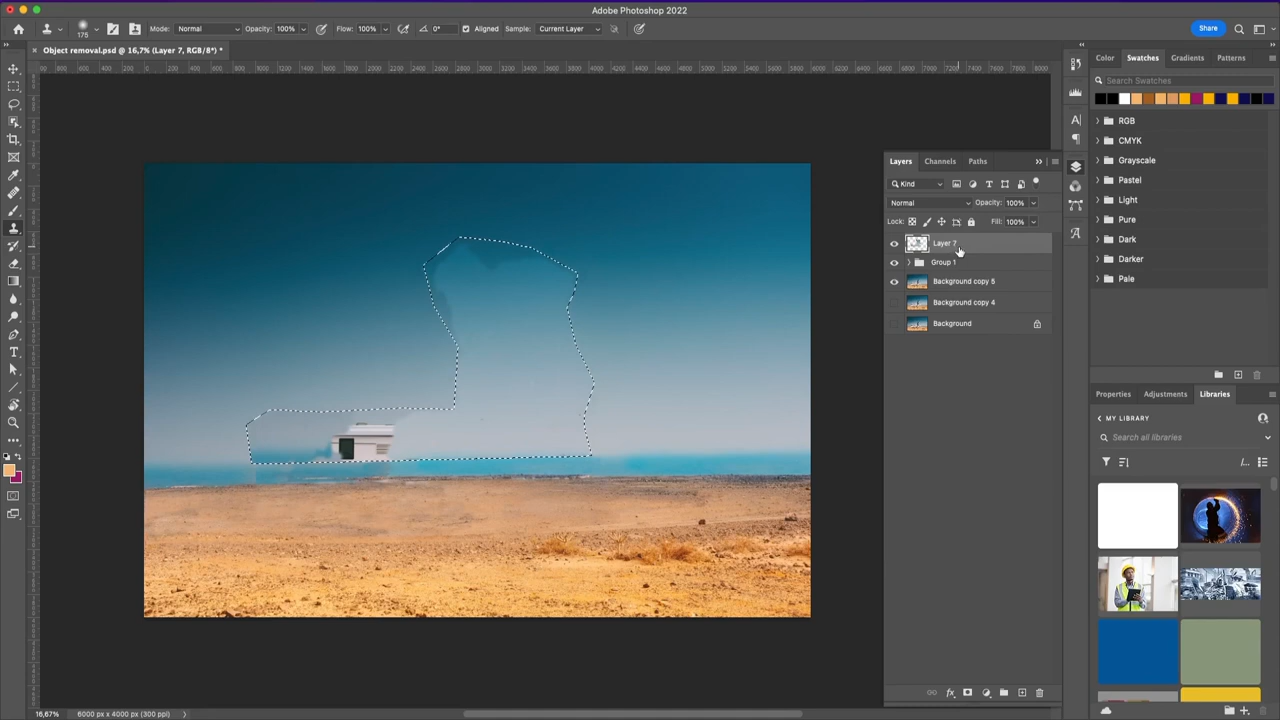 Adobe Photoshop 2022
175
Mode: Normal
Opacity: 100%
Flow: 100%
0°
Aligned
Sample: Current Layer
Share
Object removal.psd @ 16,7% (Layer 7, RGB/8*) *
Color
Swatches
Gradients
Patterns
Search Swatches
RGB
CMYK
Grayscale
Pastel
Light
Pure
Dark
Darker
Pale
Layers
Channels
Paths
Kind
Normal
Opacity: 100%
Lock:
Fill: 100%
Layer 7
Group 1
Background copy 5
Background copy 4
Background
Properties
Adjustments
Libraries
MY LIBRARY
Search all libraries
16,67%
6000 px x 4000 px (300 ppi)